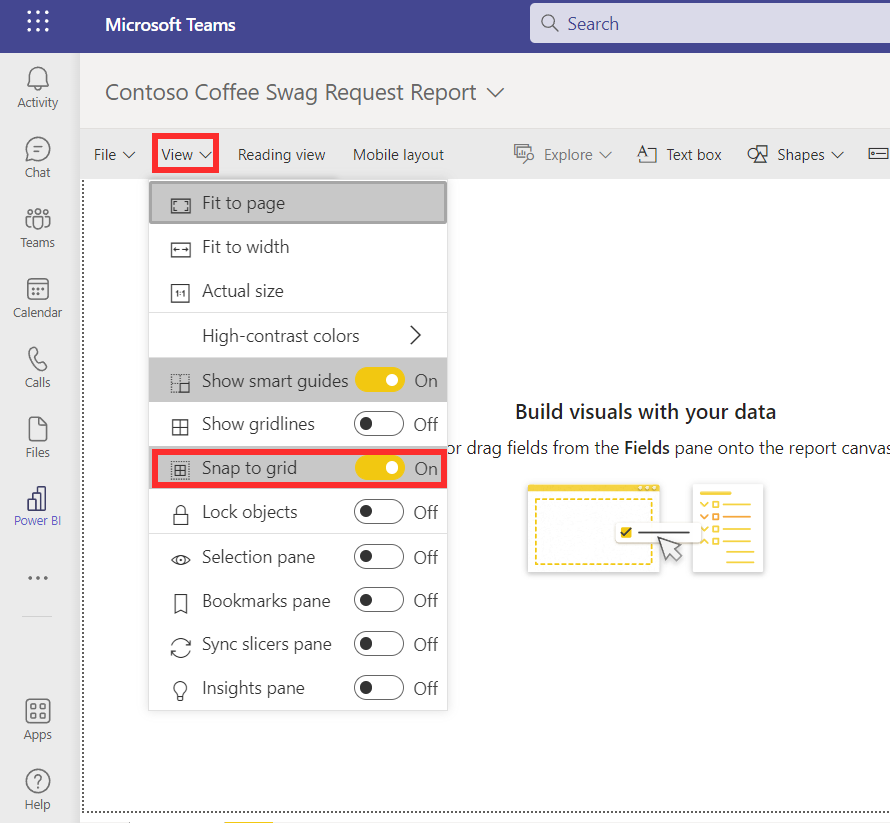 Microsoft Teams
Search
Activity
Chat
Teams
Calendar
Calls
Files
Power BI
Apps
Help
Contoso Coffee Swag Request Report
File
View
Reading view
Mobile layout
Explore
Text box
Shapes
Fit to page
Fit to width
1:1
Actual size
High-contrast colors
Show smart guides On
Show gridlines Off
Snap to grid On
Lock objects Off
Selection pane Off
Bookmarks pane Off
Sync slicers pane Off
Insights pane Off
Build visuals with your data
or drag fields from the Fields pane onto the report canvas